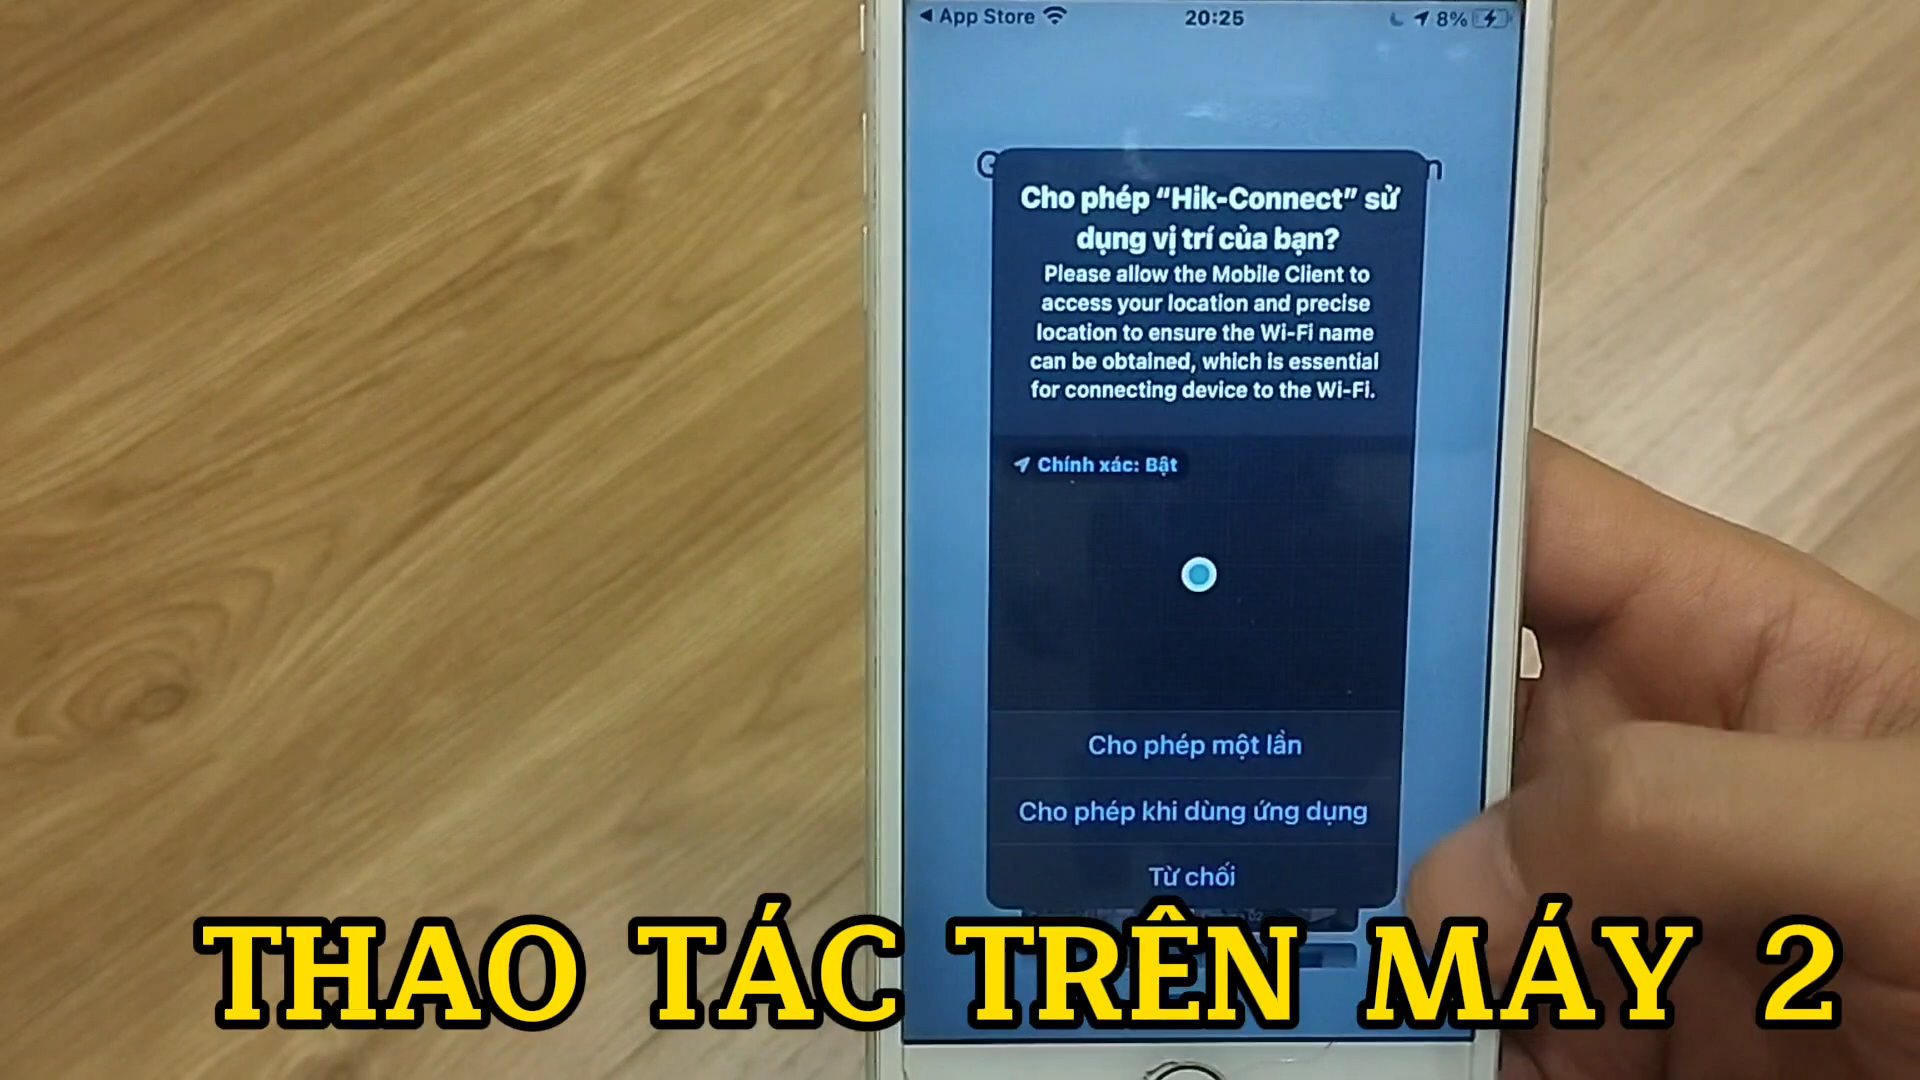 ◀ App Store
20:25
8%
Cho phép “Hik-Connect” sử
dụng vị trí của bạn?
Please allow the Mobile Client to
access your location and precise
location to ensure the Wi-Fi name
can be obtained, which is essential
for connecting device to the Wi-Fi.
Chính xác: Bật
Cho phép một lần
Cho phép khi dùng ứng dụng
Từ chối
THAO TÁC TRÊN MÁY 2